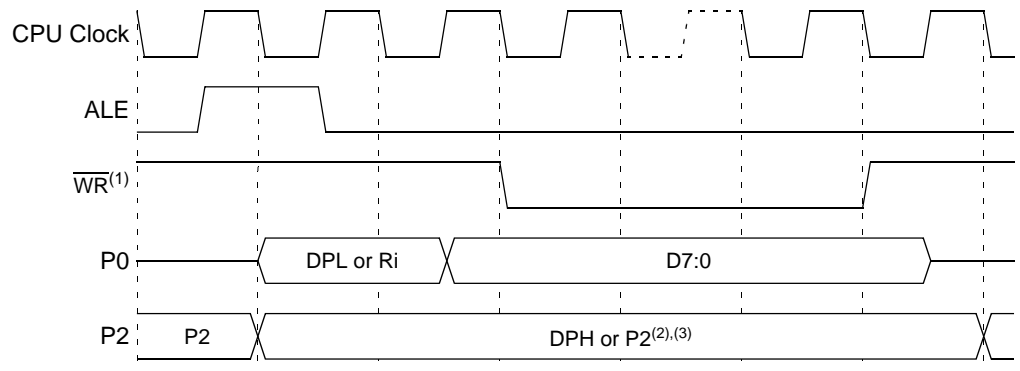 CPU Clock
ALE
WR(1)
P0 DPL or Ri D7:0
P2 P2 DPH or P2(2),(3)